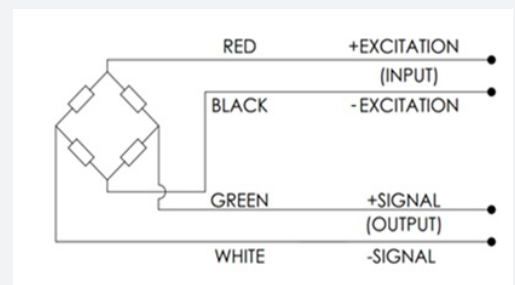 RED +EXCITATION
(INPUT)
BLACK -EXCITATION
GREEN +SIGNAL
(OUTPUT)
WHITE -SIGNAL